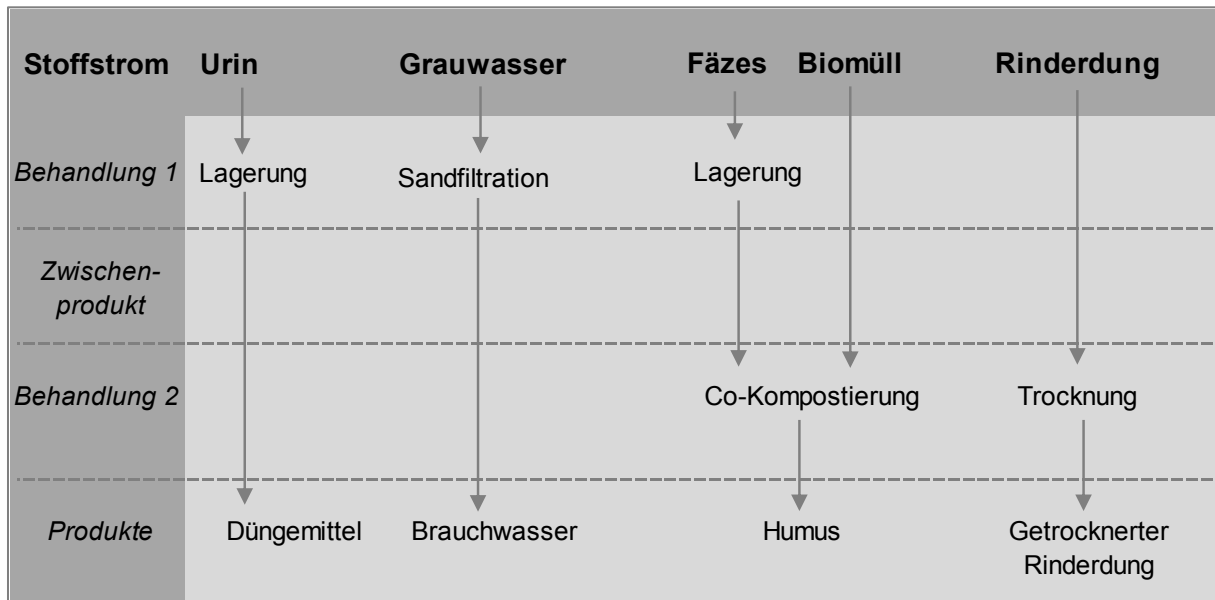 Stoffstrom Urin Grauwasser Fäzes Biomüll Rinderdung
Behandlung 1 Lagerung Sandfiltration Lagerung
Zwischen-
produkt
Behandlung 2 Co-Kompostierung Trocknung
Produkte Düngemittel Brauchwasser Humus Getrocknerter
Rinderdung